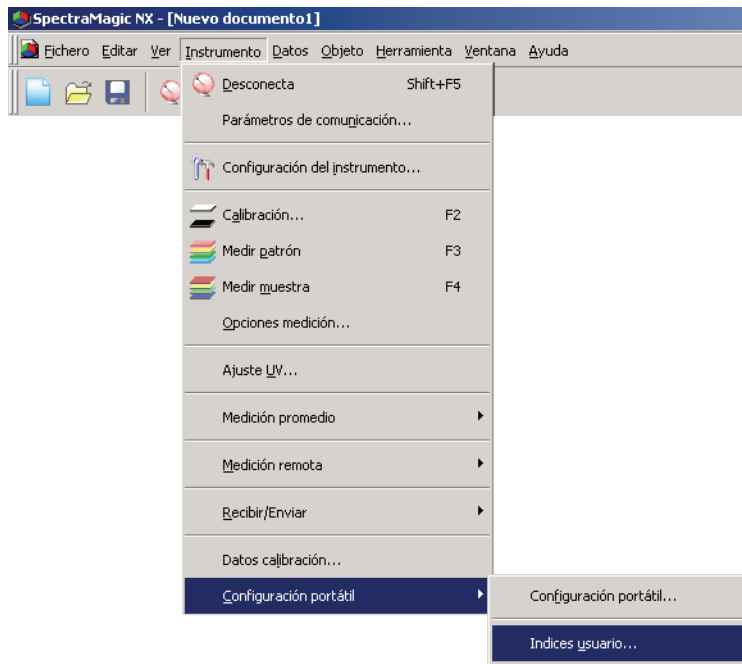 SpectraMagic NX - [Nuevo documento1]
Fichero Editar Ver Instrumento Datos Objeto Herramienta Ventana Ayuda
Desconecta Shift+F5
Parámetros de comunicación...
Configuración del instrumento...
Calibración... F2
Medir patrón F3
Medir muestra F4
Opciones medición...
Ajuste UV...
Medición promedio
Medición remota
Recibir/Enviar
Datos calibración...
Configuración portátil
Configuración portátil...
Indices usuario...